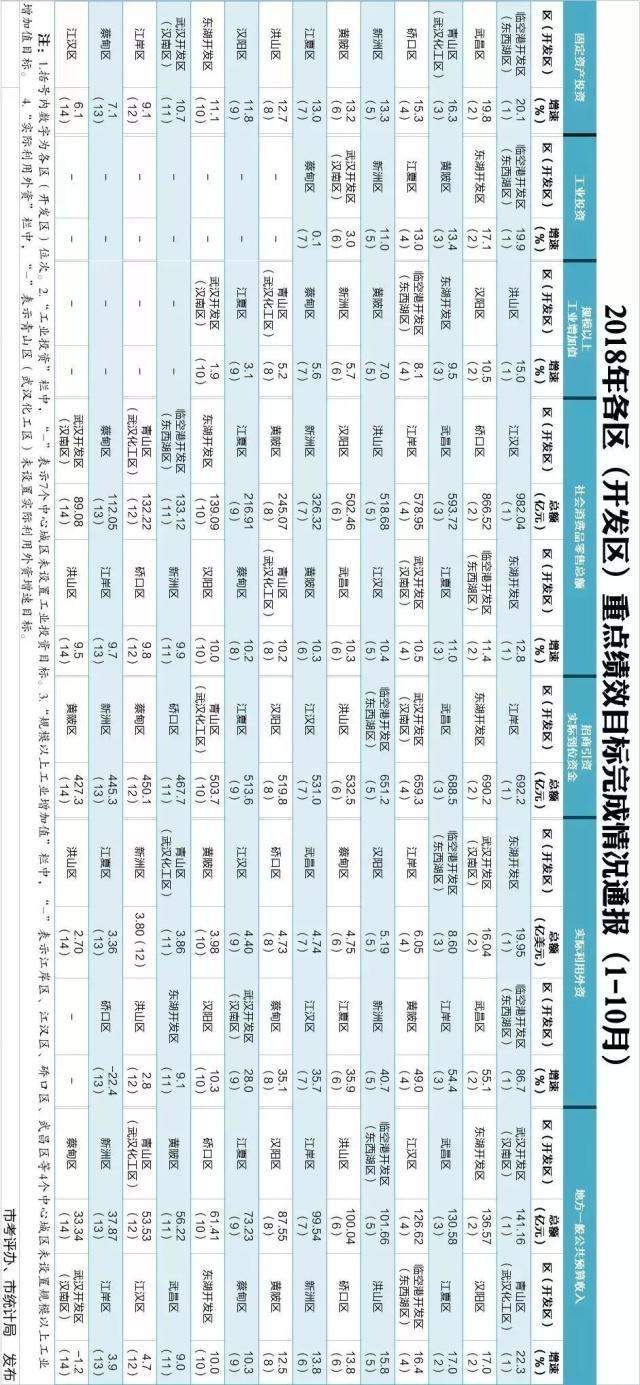 2018年各区（开发区）重点绩效目标完成情况通报（1-10月）
固定资产投资 工业投资 规模以上工业增加值 社会消费品零售总额 招商引资实际到位资金 实际利用外资 地方一般公共预算收入
区（开发区） 增速（%） 区（开发区） 增速（%） 区（开发区） 增速（%） 区（开发区） 总额（亿元） 区（开发区） 增速（%） 区（开发区） 总额（亿元） 区（开发区） 总额（亿美元） 区（开发区） 增速（%） 区（开发区） 总额（亿元） 区（开发区） 增速（%）
临空港开发区（东西湖区） 20.1（1） 临空港开发区（东西湖区） 19.9（1） 洪山区 15.0（1） 江汉区 982.04（1） 东湖开发区 12.8（1） 江岸区 692.2（1） 东湖开发区 19.95（1） 临空港开发区（东西湖区） 86.7（1） 武汉开发区（汉南区） 141.16（1） 青山区（武汉化工区） 22.3（1）
武昌区 19.8（2） 东湖开发区 17.1（2） 汉阳区 10.5（2） 硚口区 866.52（2） 临空港开发区（东西湖区） 11.4（2） 东湖开发区 690.2（2） 武汉开发区（汉南区） 16.04（2） 武昌区 55.1（2） 东湖开发区 136.57（2） 汉阳区 17.0（2）
青山区（武汉化工区） 16.3（3） 黄陂区 13.4（3） 东湖开发区 9.5（3） 武昌区 593.72（3） 江夏区 11.0（3） 武昌区 688.5（3） 临空港开发区（东西湖区） 8.60（3） 江岸区 54.4（3） 武昌区 130.58（3） 江夏区 17.0（2）
硚口区 15.3（4） 江夏区 13.0（4） 临空港开发区（东西湖区） 8.1（4） 江岸区 578.95（4） 武汉开发区（汉南区） 10.5（4） 武汉开发区（汉南区） 659.3（4） 江岸区 6.05（4） 黄陂区 49.0（4） 江汉区 126.62（4） 临空港开发区（东西湖区） 16.4（4）
新洲区 13.3（5） 新洲区 11.0（5） 黄陂区 7.0（5） 洪山区 518.68（5） 江汉区 10.4（5） 临空港开发区（东西湖区） 651.2（5） 汉阳区 5.19（5） 新洲区 40.7（5） 临空港开发区（东西湖区） 101.66（5） 洪山区 15.8（5）
黄陂区 13.2（6） 武汉开发区（汉南区） 3.0（6） 新洲区 5.7（6） 汉阳区 502.46（6） 武昌区 10.3（6） 洪山区 532.5（6） 蔡甸区 4.75（6） 江夏区 35.9（6） 洪山区 100.04（6） 硚口区 13.8（6）
江夏区 13.0（7） 蔡甸区 0.1（7） 蔡甸区 5.6（7） 新洲区 326.32（7） 黄陂区 10.3（6） 江汉区 531.0（7） 武昌区 4.74（7） 江汉区 35.7（7） 江岸区 99.54（7） 新洲区 13.8（6）
洪山区 12.7（8） － － 青山区（武汉化工区） 5.2（8） 黄陂区 245.07（8） 青山区（武汉化工区） 10.2（8） 汉阳区 519.8（8） 硚口区 4.73（8） 蔡甸区 35.1（8） 汉阳区 87.55（8） 黄陂区 12.6（8）
汉阳区 11.8（9） － － 江夏区 3.1（9） 江夏区 216.91（9） 蔡甸区 10.2（8） 江夏区 513.6（9） 江汉区 4.40（9） 武汉开发区（汉南区） 28.0（9） 江夏区 73.23（9） 蔡甸区 10.3（9）
东湖开发区 11.1（10） － － 武汉开发区（汉南区） 1.9（10） 东湖开发区 139.09（10） 汉阳区 10.0（10） 青山区（武汉化工区） 503.7（10） 黄陂区 3.98（10） 汉阳区 10.3（10） 硚口区 61.41（10） 东湖开发区 10.0（10）
武汉开发区（汉南区） 10.7（11） － － － － 临空港开发区（东西湖区） 133.12（11） 新洲区 9.9（11） 硚口区 467.7（11） 青山区（武汉化工区） 3.86（11） 东湖开发区 9.1（11） 黄陂区 56.22（11） 武昌区 9.0（11）
江岸区 9.1（12） － － － － 青山区（武汉化工区） 132.22（12） 硚口区 9.8（12） 蔡甸区 450.1（12） 新洲区 3.80（12） 洪山区 2.8（12） 青山区（武汉化工区） 53.53（12） 江汉区 4.7（12）
蔡甸区 7.1（13） － － － － 蔡甸区 112.05（13） 江岸区 9.7（13） 新洲区 445.3（13） 江夏区 3.36（13） 硚口区 -22.4（13） 新洲区 37.87（13） 江岸区 3.9（13）
江汉区 6.1（14） － － － － 武汉开发区（汉南区） 89.08（14） 洪山区 9.5（14） 黄陂区 427.3（14） 洪山区 2.70（14） － － 蔡甸区 33.34（14） 武汉开发区（汉南区） -1.2（14）
注：1.括号内数字为各区（开发区）位次。2.“工业投资”栏中，“－”表示7个中心城区未设置工业投资目标。3.“规模以上工业增加值”栏中，“－”表示江岸区、江汉区、硚口区、武昌区等4个中心城区未设置规模以上工业
增加值目标。 4.“实际利用外资”栏中，“－”表示青山区（武汉化工区）未设置实际利用外资增速目标。
市考评办、市统计局 发布